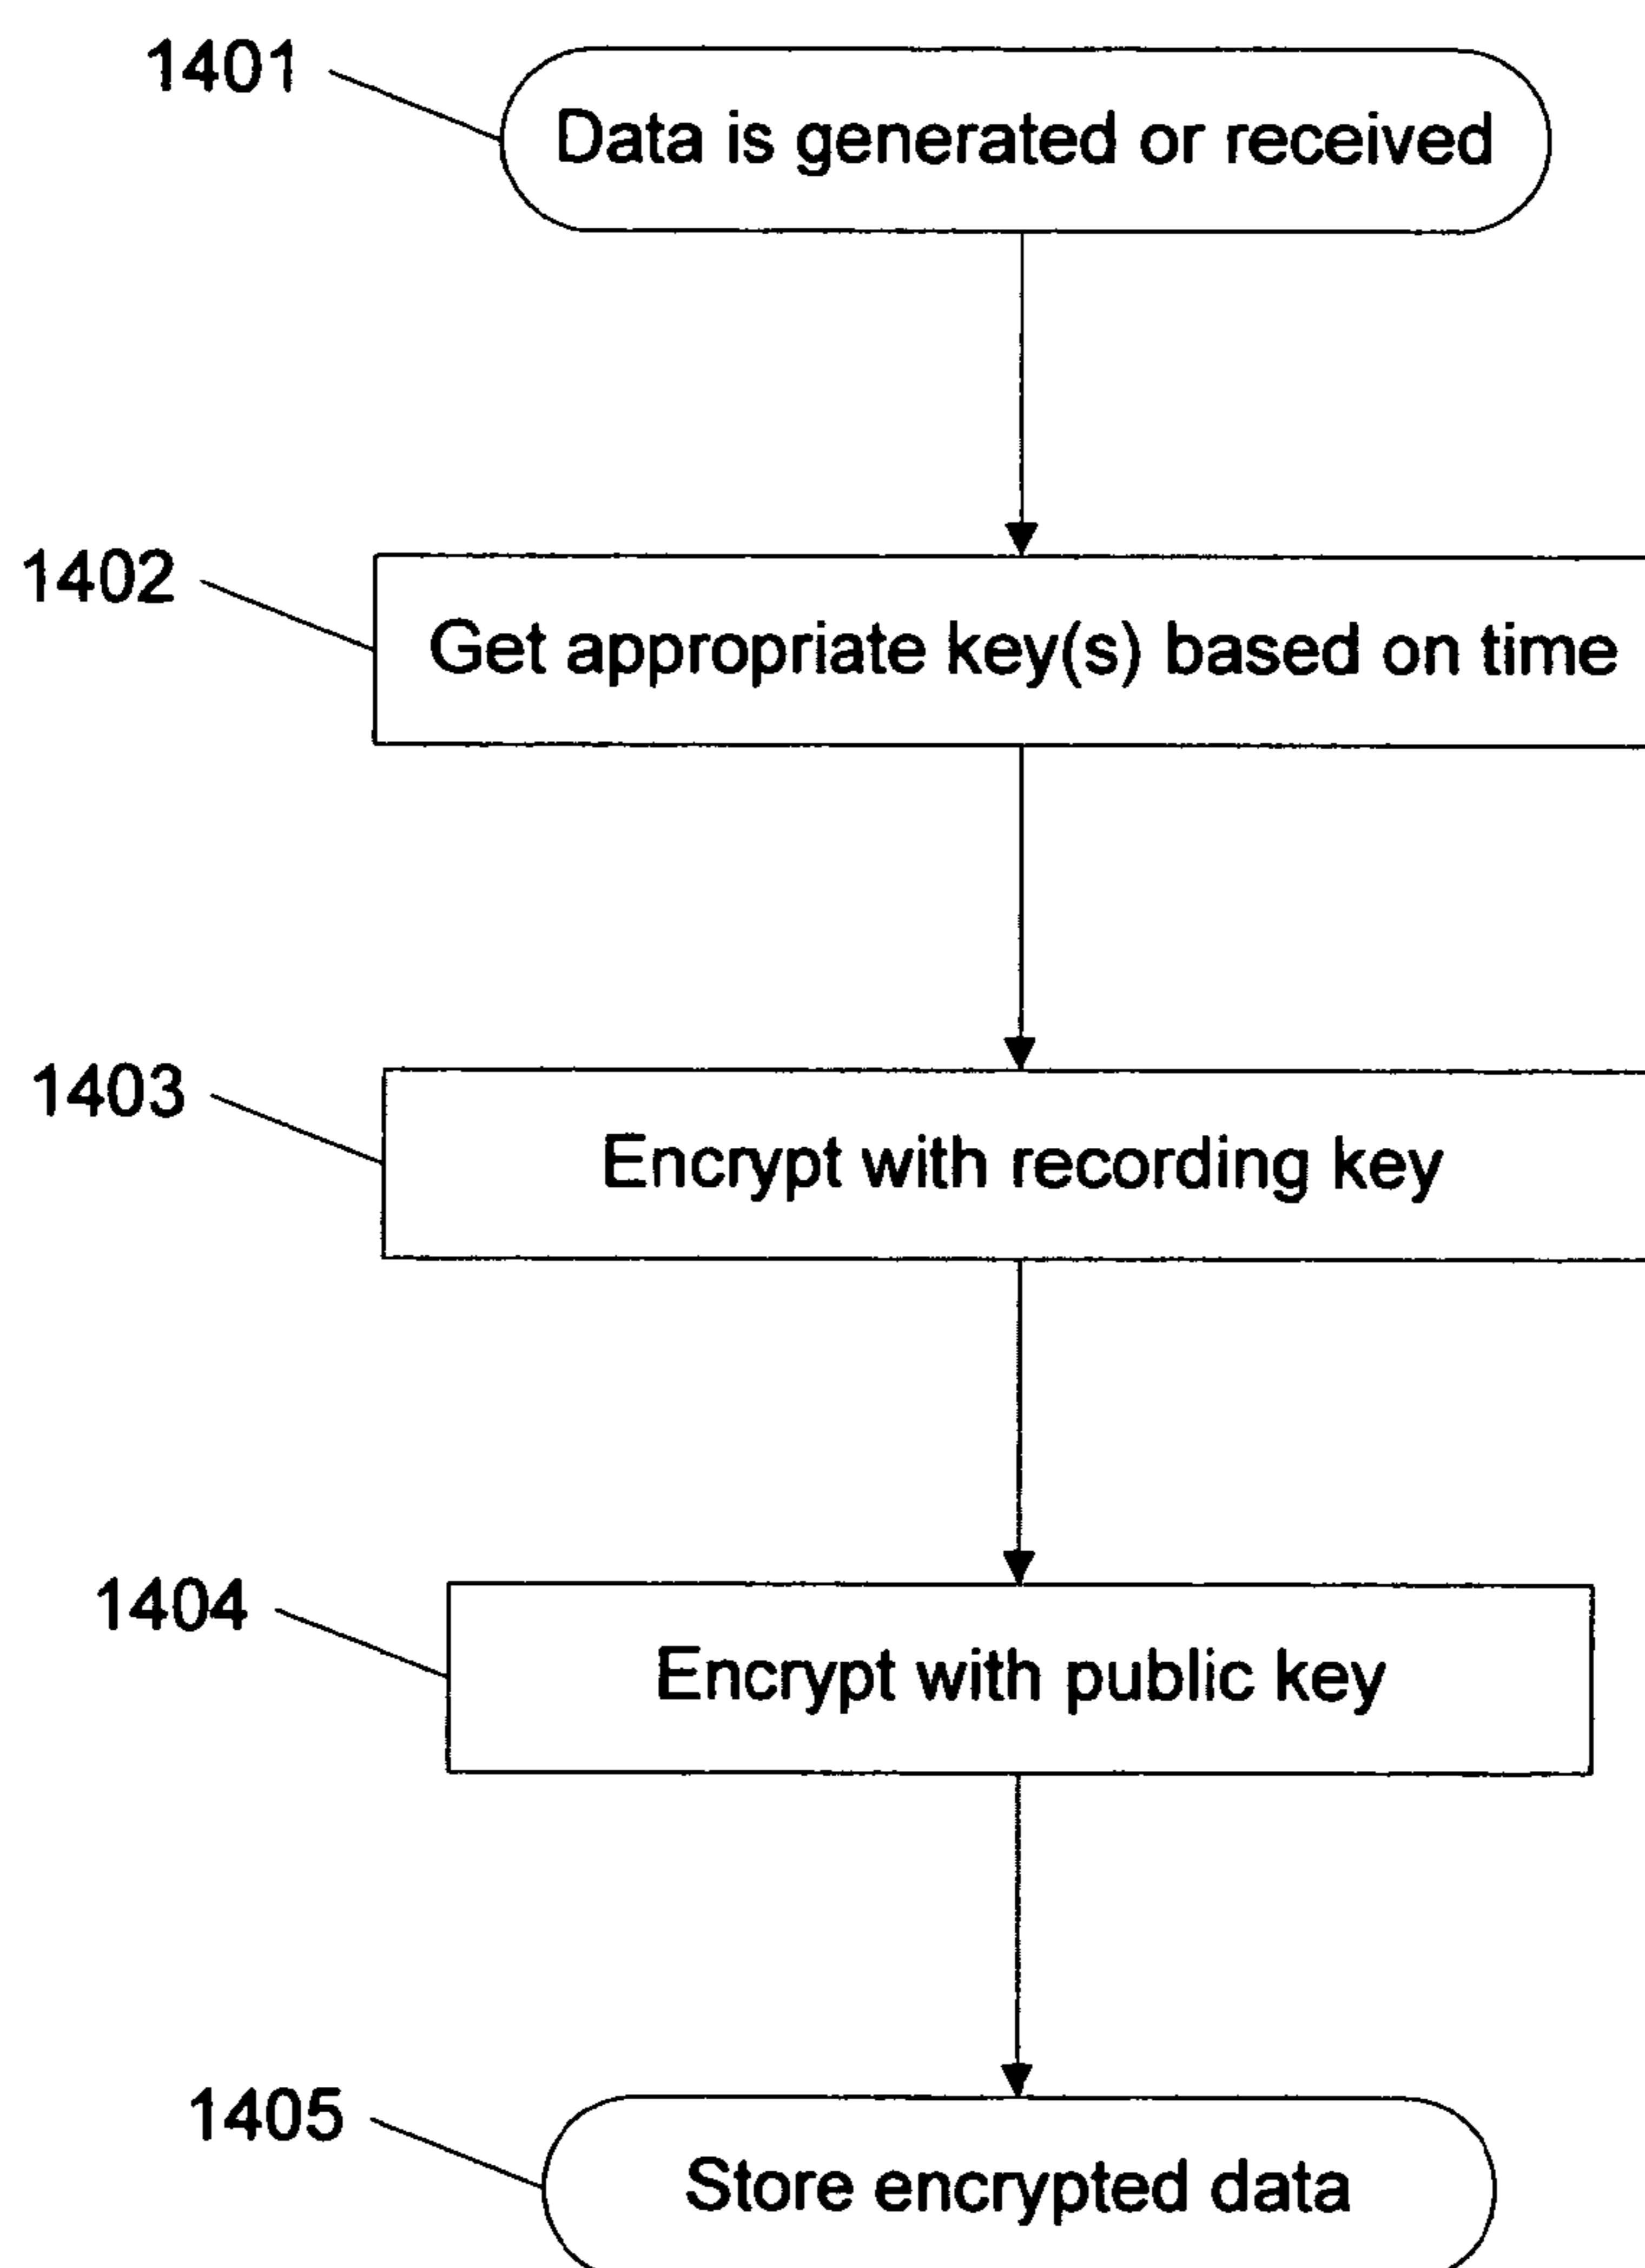 1401
Data is generated or received
1402
Get appropriate key(s) based on time
1403
Encrypt with recording key
1404
Encrypt with public key
1405
Store encrypted data